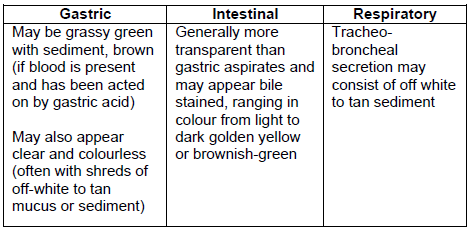 Gastric
May be grassy green
with sediment, brown
(if blood is present
and has been acted
on by gastric acid)
May also appear
clear and colourless
(often with shreds of
off-white to tan
mucus or sediment)
Intestinal
Generally more
transparent than
gastric aspirates and
may appear bile
stained, ranging in
colour from light to
dark golden yellow
or brownish-green
Respiratory
Tracheo-
broncheal
secretion may
consist of off white
to tan sediment